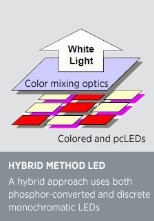 White
Light
Color mixing optics
Colored and pcLEDs
HYBRID METHOD LED
A hybrid approach uses both
phosphor-converted and discrete
monochromatic LEDs